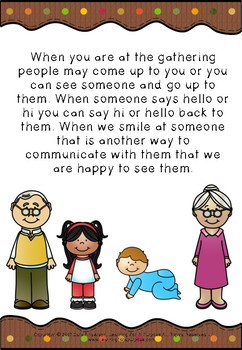 When you are at the gathering
people may come up to you or you
can see someone and go up to
them. When someone says hello or
hi you can say hi or hello back to
them. When we smile at someone
that is another way to
communicate with them that we
are happy to see them.